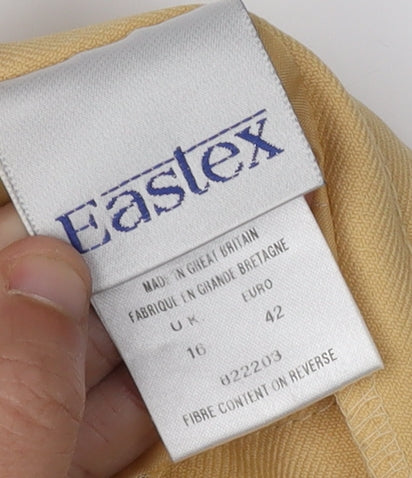 Eastex
MADE IN GREAT BRITAIN
FABRIQUE EN GRANDE BRETAGNE
U K EURO
16 42
822203
FIBRE CONTENT ON REVERSE